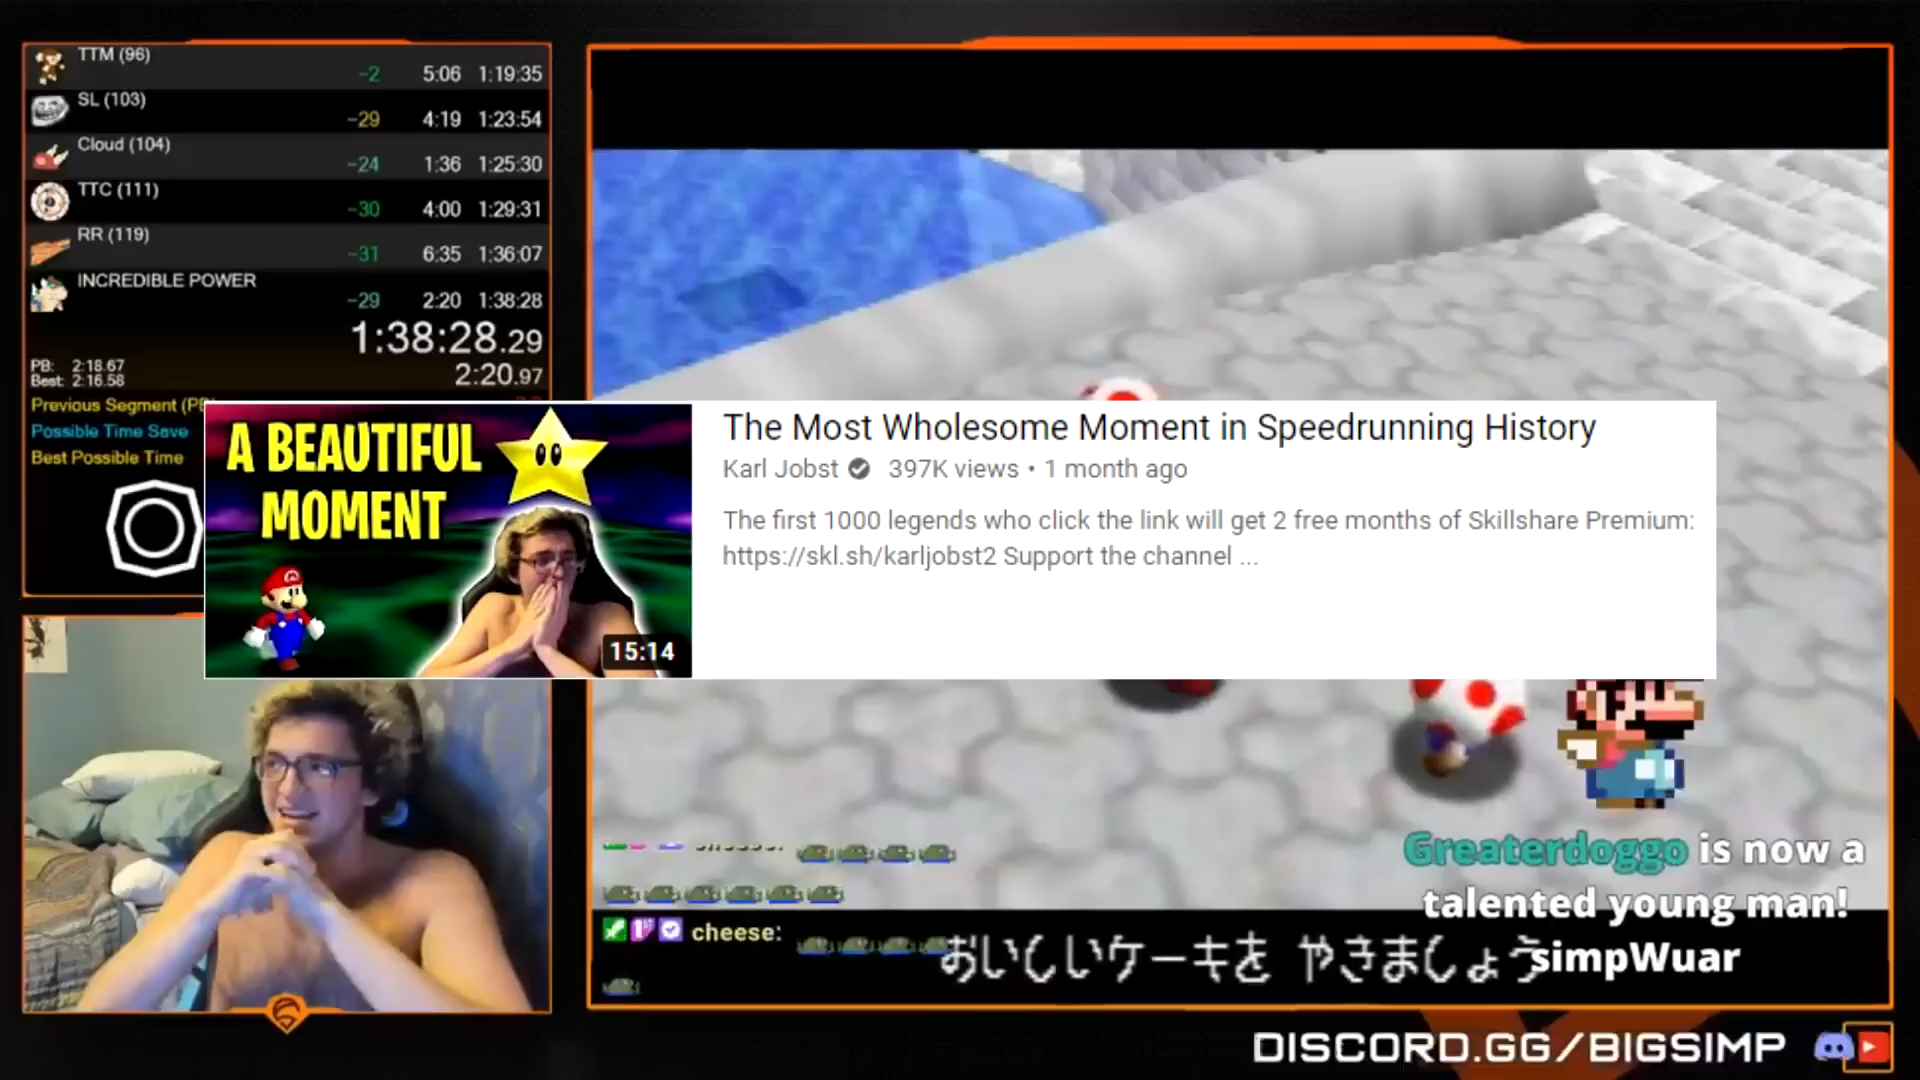 TTM (96)
-2 5:06 1:19:35
SL (103)
-29 4:19 1:23:54
Cloud (104)
-24 1:36 1:25:30
TTC (111)
-30 4:00 1:29:31
RR (119)
-31 6:35 1:36:07
INCREDIBLE POWER
-29 2:20 1:38:28
1:38:28.29
PB: 2:18.67
Best: 2:16.58
2:20.97
Previous Segment (PB
Possible Time Save
Best Possible Time
A BEAUTIFUL
MOMENT
15:14
The Most Wholesome Moment in Speedrunning History
Karl Jobst 397K views • 1 month ago
The first 1000 legends who click the link will get 2 free months of Skillshare Premium:
https://skl.sh/karljobst2 Support the channel ...
Greaterdoggo is now a
talented young man!
simpWuar
cheese:
おいしいケーキを やきましょう
DISCORD.GG/BIGSIMP